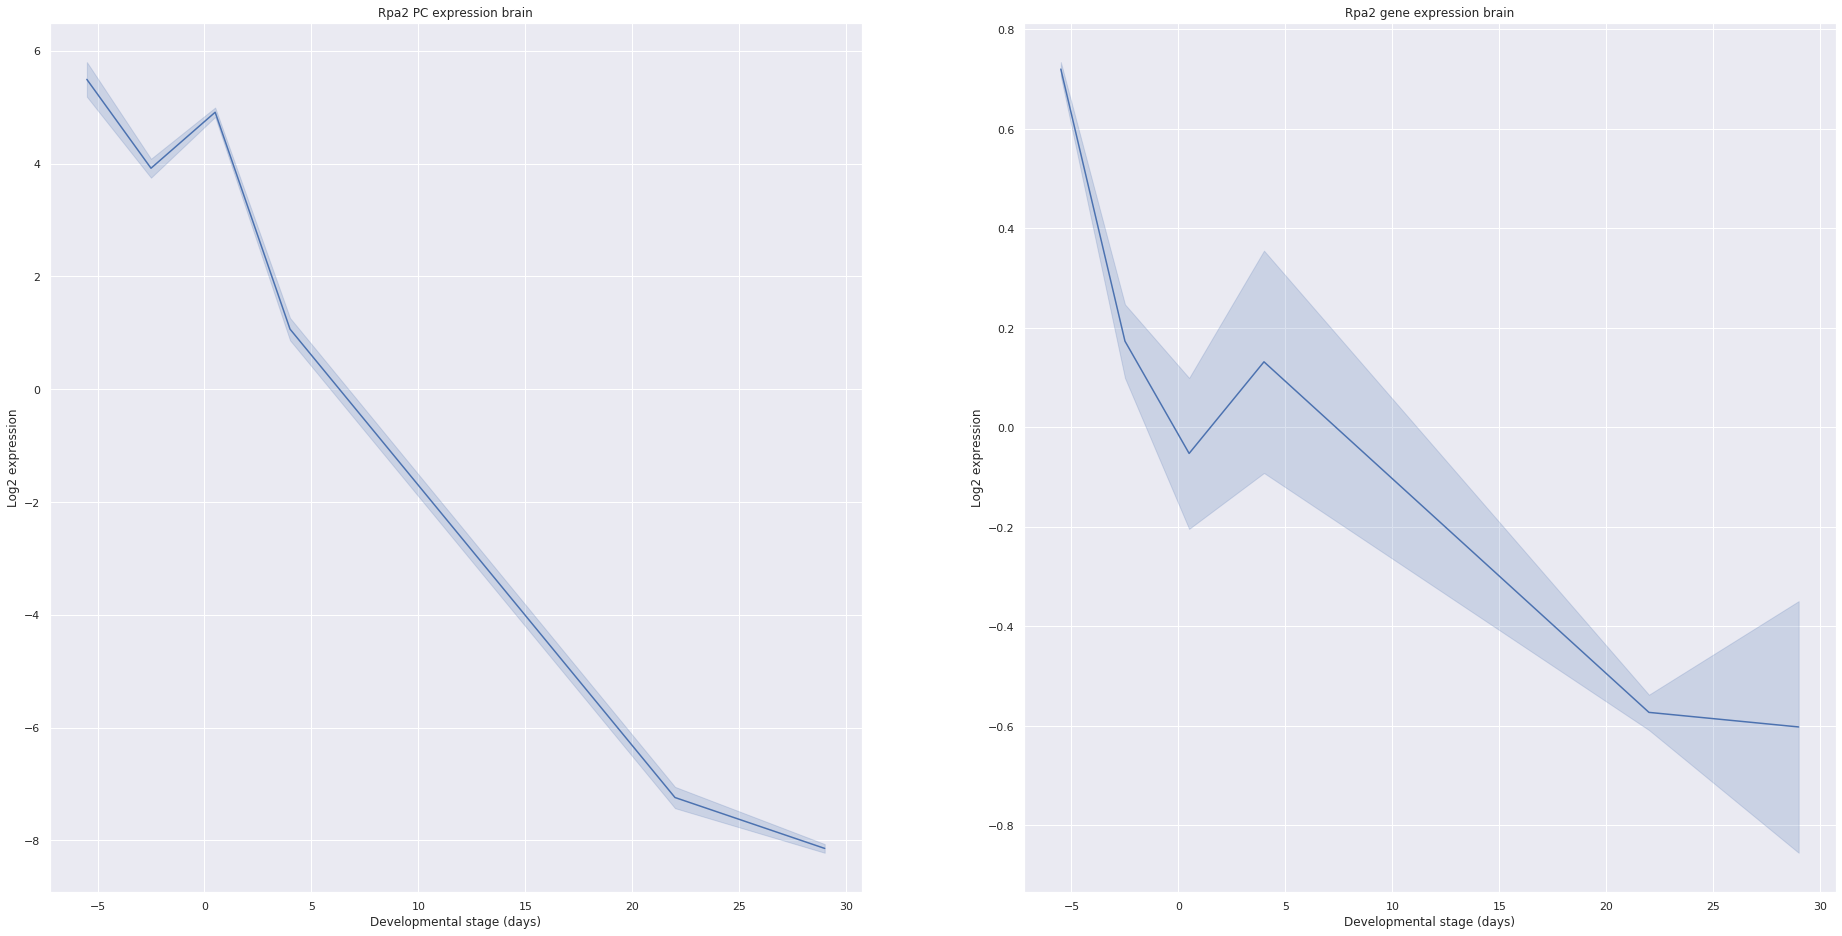 Rpa2 PC expression brain
Log2 expression
6
4
2
0
−2
−4
−6
−8
−5 0 5 10 15 20 25 30
Developmental stage (days)
Rpa2 gene expression brain
Log2 expression
0.8
0.6
0.4
0.2
0.0
−0.2
−0.4
−0.6
−0.8
−5 0 5 10 15 20 25 30
Developmental stage (days)